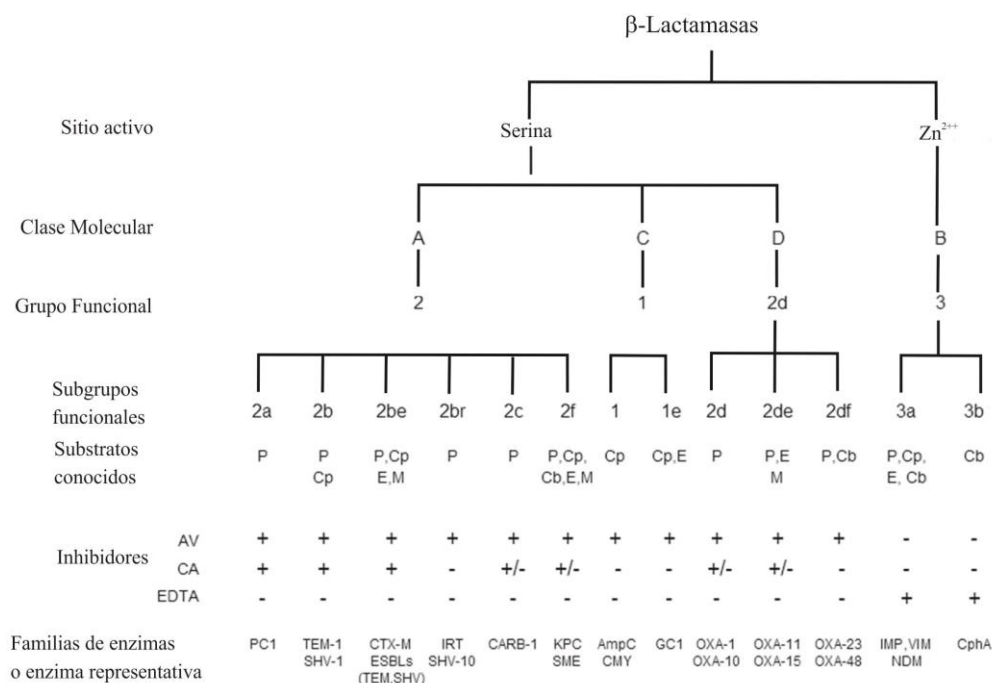 β-Lactamasas
Sitio activo Serina Zn²⁺⁺
Clase Molecular A C D B
Grupo Funcional 2 1 2d 3
Subgrupos
funcionales 2a 2b 2be 2br 2c 2f 1 1e 2d 2de 2df 3a 3b
Substratos
conocidos
P P P,Cp P P P,Cp, Cp Cp,E P P,E P,Cb P,Cp, Cb
Cp E,M Cb,E,M M E, Cb
Inhibidores
AV + + + + + + + + + + + - -
CA + + + - +/- +/- - - +/- +/- - - -
EDTA - - - - - - - - - - - + +
Familias de enzimas
o enzima representativa
PC1 TEM-1 CTX-M IRT CARB-1 KPC AmpC GC1 OXA-1 OXA-11 OXA-23 IMP,VIM CphA
SHV-1 ESBLs SHV-10 SME CMY OXA-10 OXA-15 OXA-48 NDM
(TEM,SHV)